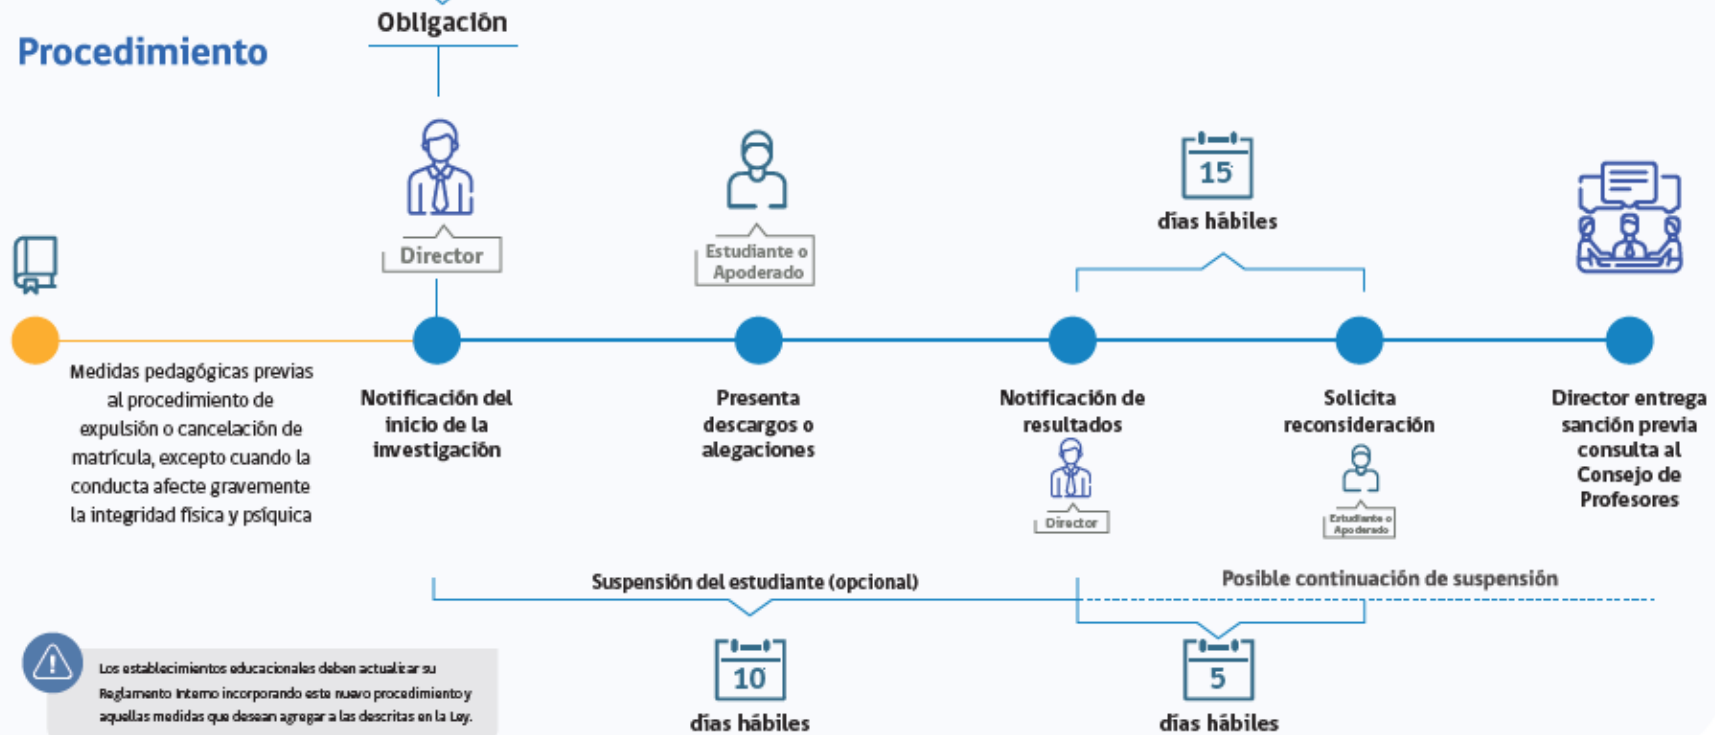 Obligación
Procedimiento
Director
Estudiante o
Apoderado
15
días hábiles
Medidas pedagógicas previas
al procedimiento de
expulsión o cancelación de
matrícula, excepto cuando la
conducta afecte gravemente
la integridad física y psíquica
Notificación del
inicio de la
investigación
Presenta
descargos o
alegaciones
Notificación de
resultados
Director
Solicita
reconsideración
Estudiante o
Apoderado
Director entrega
sanción previa
consulta al
Consejo de
Profesores
Suspensión del estudiante (opcional)
Posible continuación de suspensión
10
días hábiles
5
días hábiles
Los establecimientos educacionales deben actualizar su
Reglamento Interno incorporando este nuevo procedimiento y
aquellas medidas que desean agregar a las descritas en la Ley.